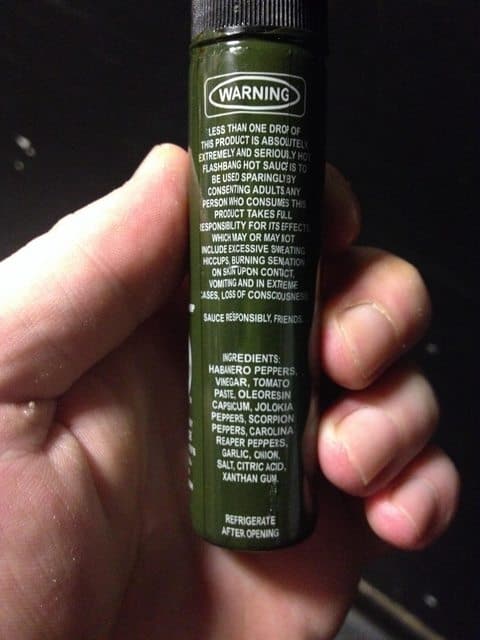 WARNING
LESS THAN ONE DROP OF
THIS PRODUCT IS ABSOLUTELY
EXTREMELY AND SERIOUSLY HOT
FLASHBANG HOT SAUCE IS TO
BE USED SPARINGLY BY
CONSENTING ADULTS ANY
PERSON WHO CONSUMES THIS
PRODUCT TAKES FULL
RESPONSIBLITY FOR ITS EFFECTS
WHICH MAY OR MAY NOT
INCLUDE EXCESSIVE SWEATING
HICCUPS, BURNING SENATION
ON SKIN UPON CONTACT,
VOMITING AND IN EXTREME
CASES, LOSS OF CONSCIOUSNESS
SAUCE RESPONSIBLY, FRIENDS.
INGREDIENTS:
HABANERO PEPPERS,
VINEGAR, TOMATO
PASTE, OLEORESIN
CAPSICUM, JOLOKIA
PEPPERS, SCORPION
PEPPERS, CAROLINA
REAPER PEPPERS,
GARLIC, ONION,
SALT, CITRIC ACID,
XANTHAN GUM.
REFRIGERATE
AFTER OPENING